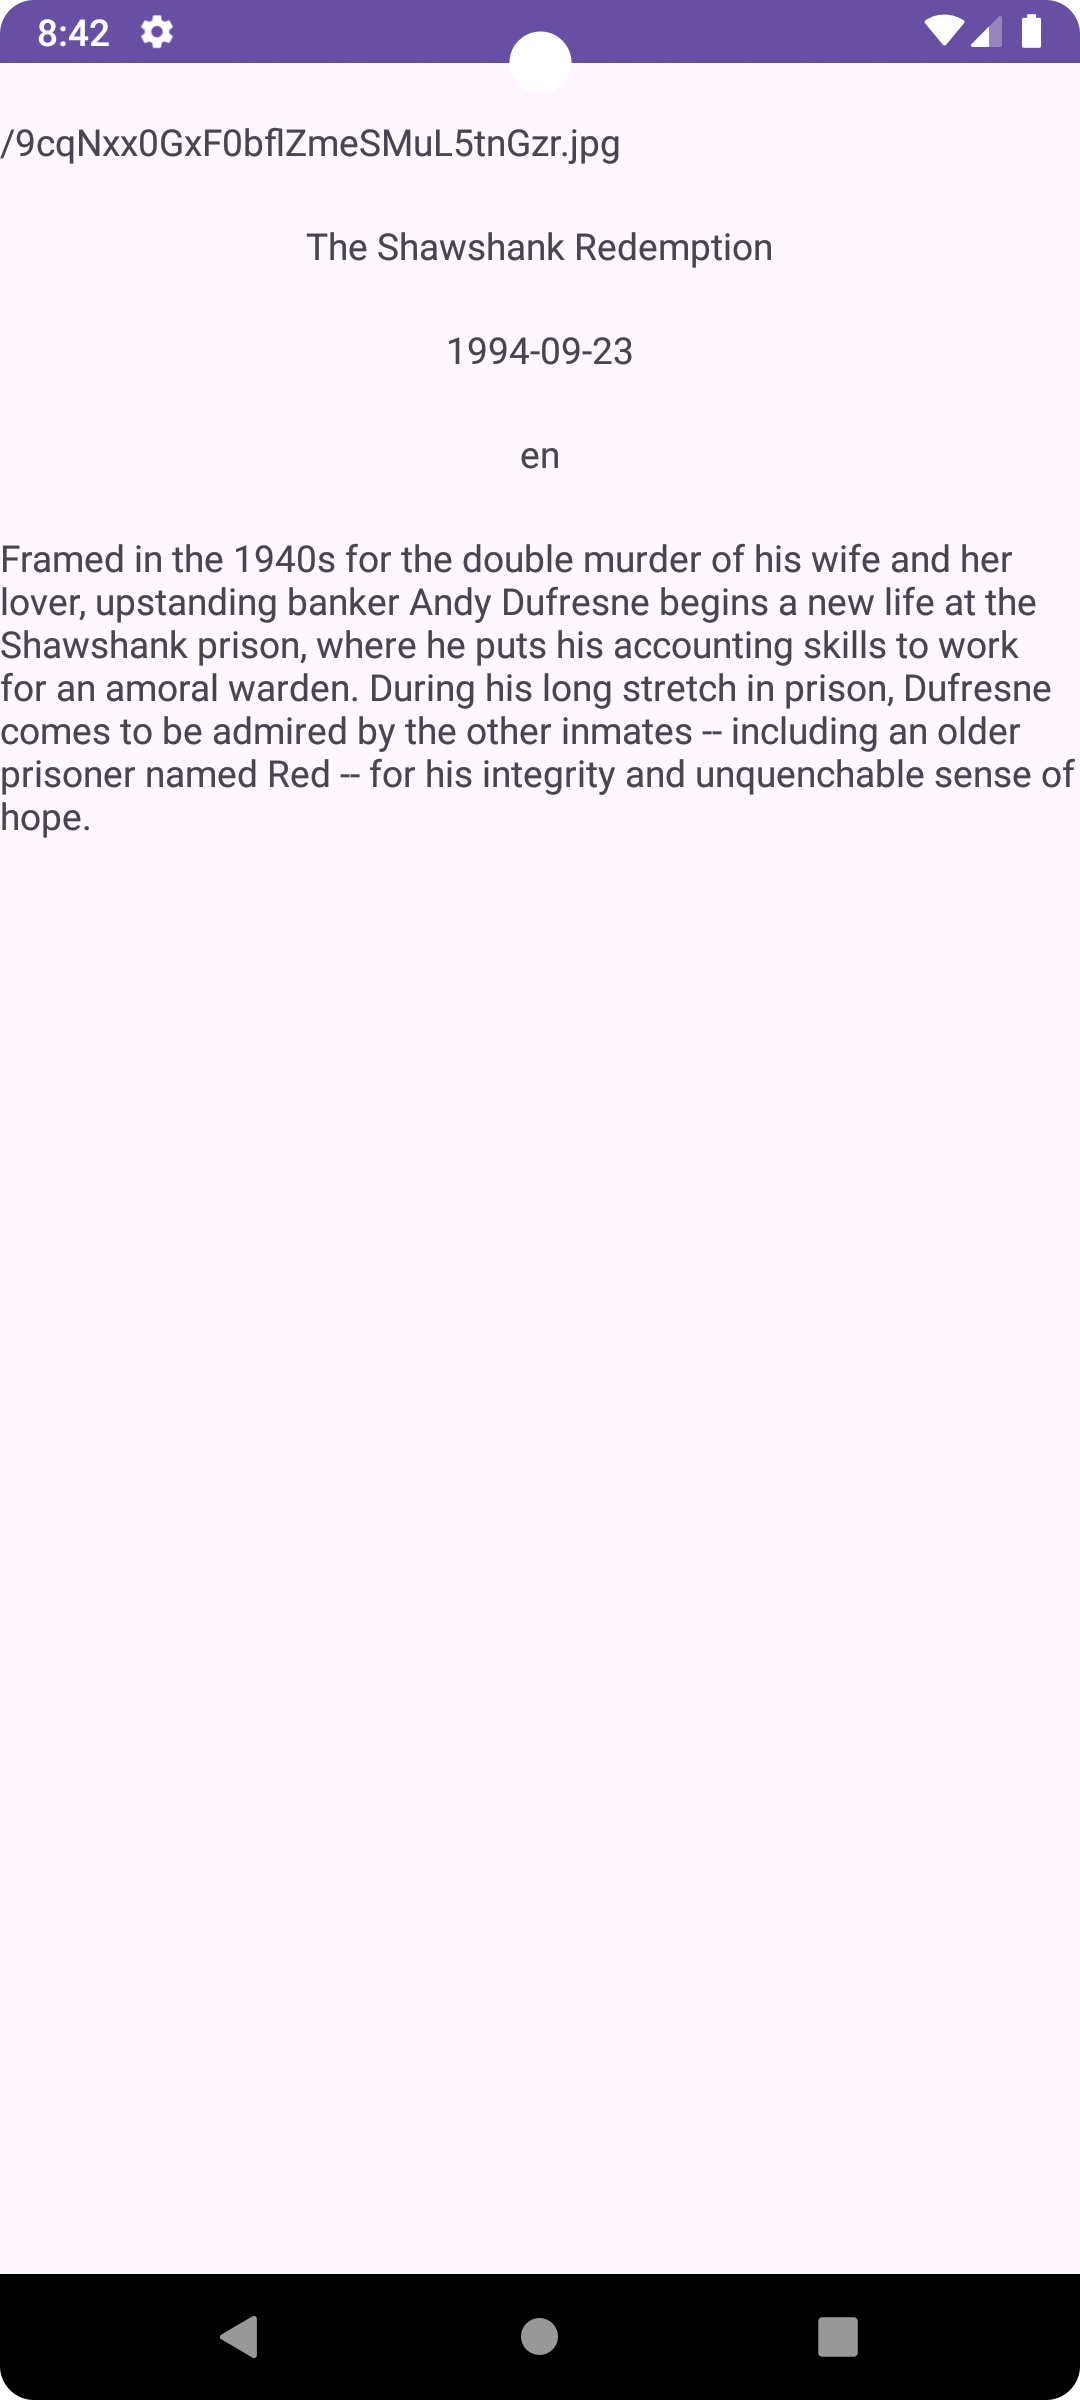 8:42
/9cqNxx0GxF0bflZmeSMuL5tnGzr.jpg
The Shawshank Redemption
1994-09-23
en
Framed in the 1940s for the double murder of his wife and her
lover, upstanding banker Andy Dufresne begins a new life at the
Shawshank prison, where he puts his accounting skills to work
for an amoral warden. During his long stretch in prison, Dufresne
comes to be admired by the other inmates -- including an older
prisoner named Red -- for his integrity and unquenchable sense of
hope.